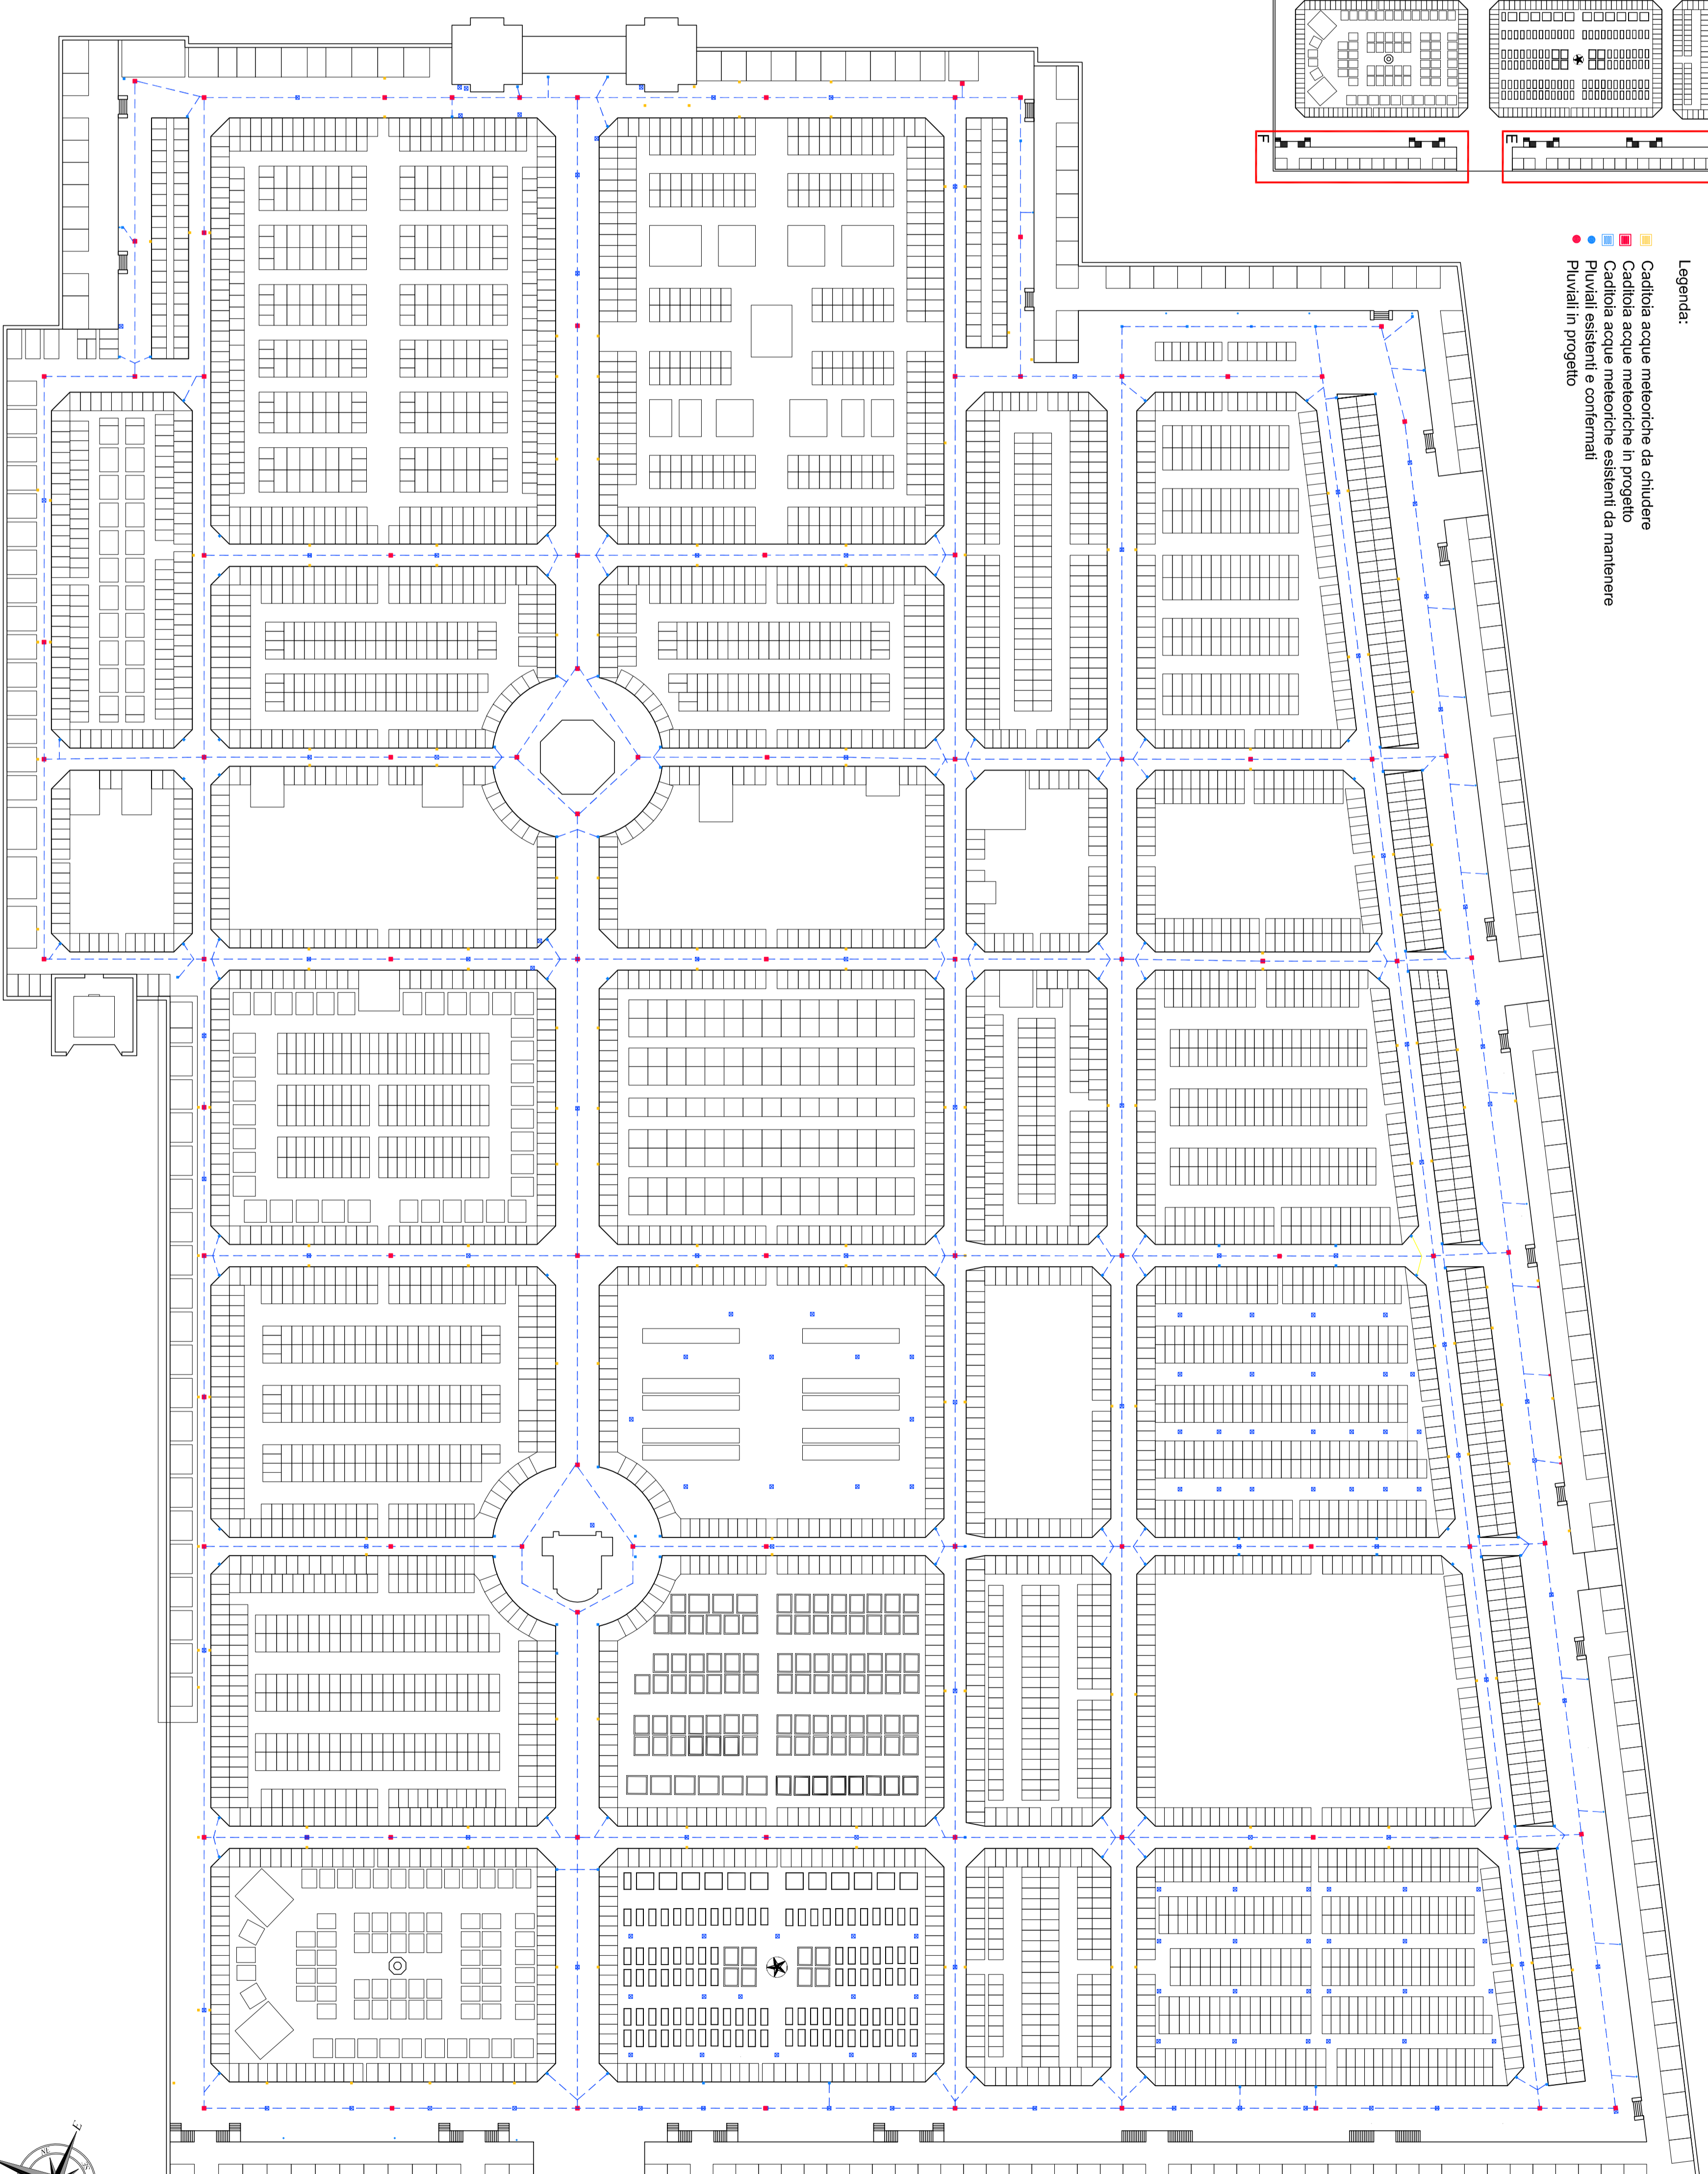 F
E
Legenda:
Caditoia acque meteoriche da chiudere
Caditoia acque meteoriche in progetto
Caditoia acque meteoriche esistenti da mantenere
Pluviali esistenti e confermati
Pluviali in progetto
E
NE